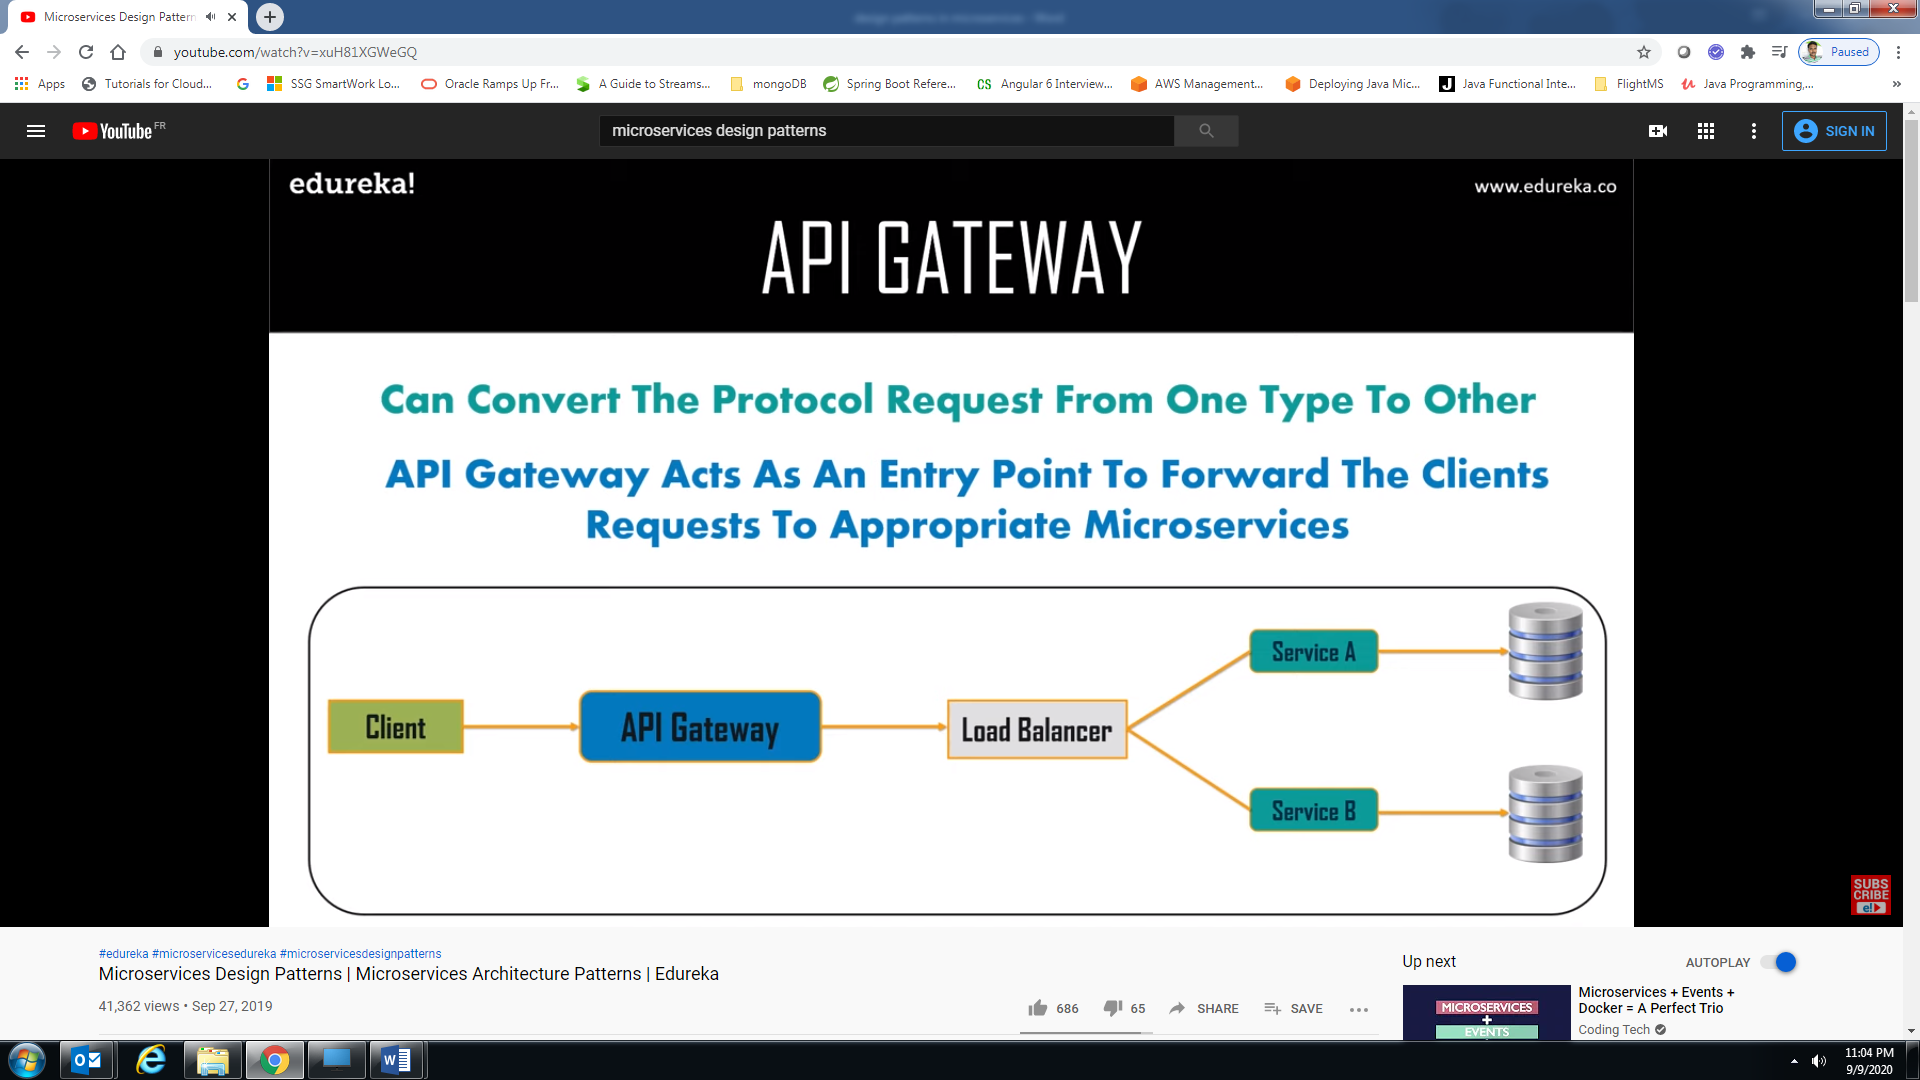 Microservices Design Pattern
youtube.com/watch?v=xuH81XGWeGQ
Paused
Apps
Tutorials for Cloud...
SSG SmartWork Lo...
Oracle Ramps Up Fr...
A Guide to Streams...
mongoDB
Spring Boot Refere...
CS Angular 6 Interview...
AWS Management...
Deploying Java Mic...
J Java Functional Inte...
FlightMS
Java Programming,...
»
YouTube FR
microservices design patterns
SIGN IN
edureka!
www.edureka.co
API GATEWAY
Can Convert The Protocol Request From One Type To Other
API Gateway Acts As An Entry Point To Forward The Clients
Requests To Appropriate Microservices
Client
API Gateway
Load Balancer
Service A
Service B
SUBS
CRIBE
e!
#edureka #microservicesedureka #microservicesdesignpatterns
Microservices Design Patterns | Microservices Architecture Patterns | Edureka
41,362 views • Sep 27, 2019
686
65
SHARE
SAVE
Up next
AUTOPLAY
MICROSERVICES
+
EVENTS
Microservices + Events +
Docker = A Perfect Trio
Coding Tech
11:04 PM
9/9/2020